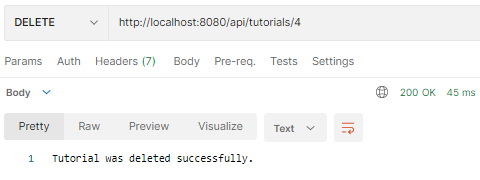 DELETE http://localhost:8080/api/tutorials/4
Params Auth Headers (7) Body Pre-req. Tests Settings
Body 200 OK 45 ms
Pretty Raw Preview Visualize Text
1 Tutorial was deleted successfully.